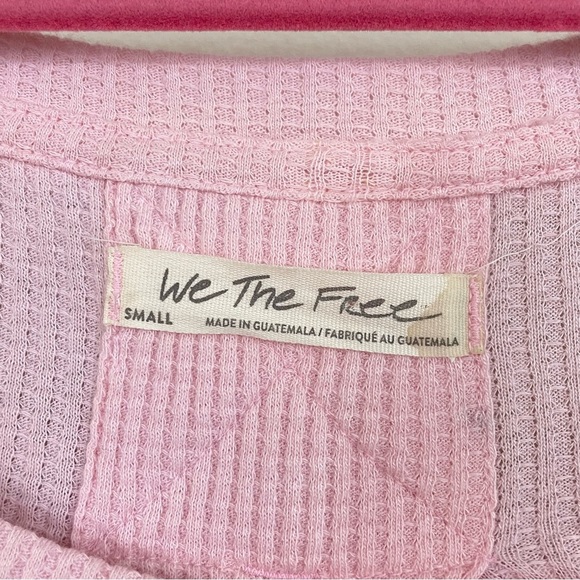 We The Free
SMALL
MADE IN GUATEMALA / FABRIQUÉ AU GUATEMALA